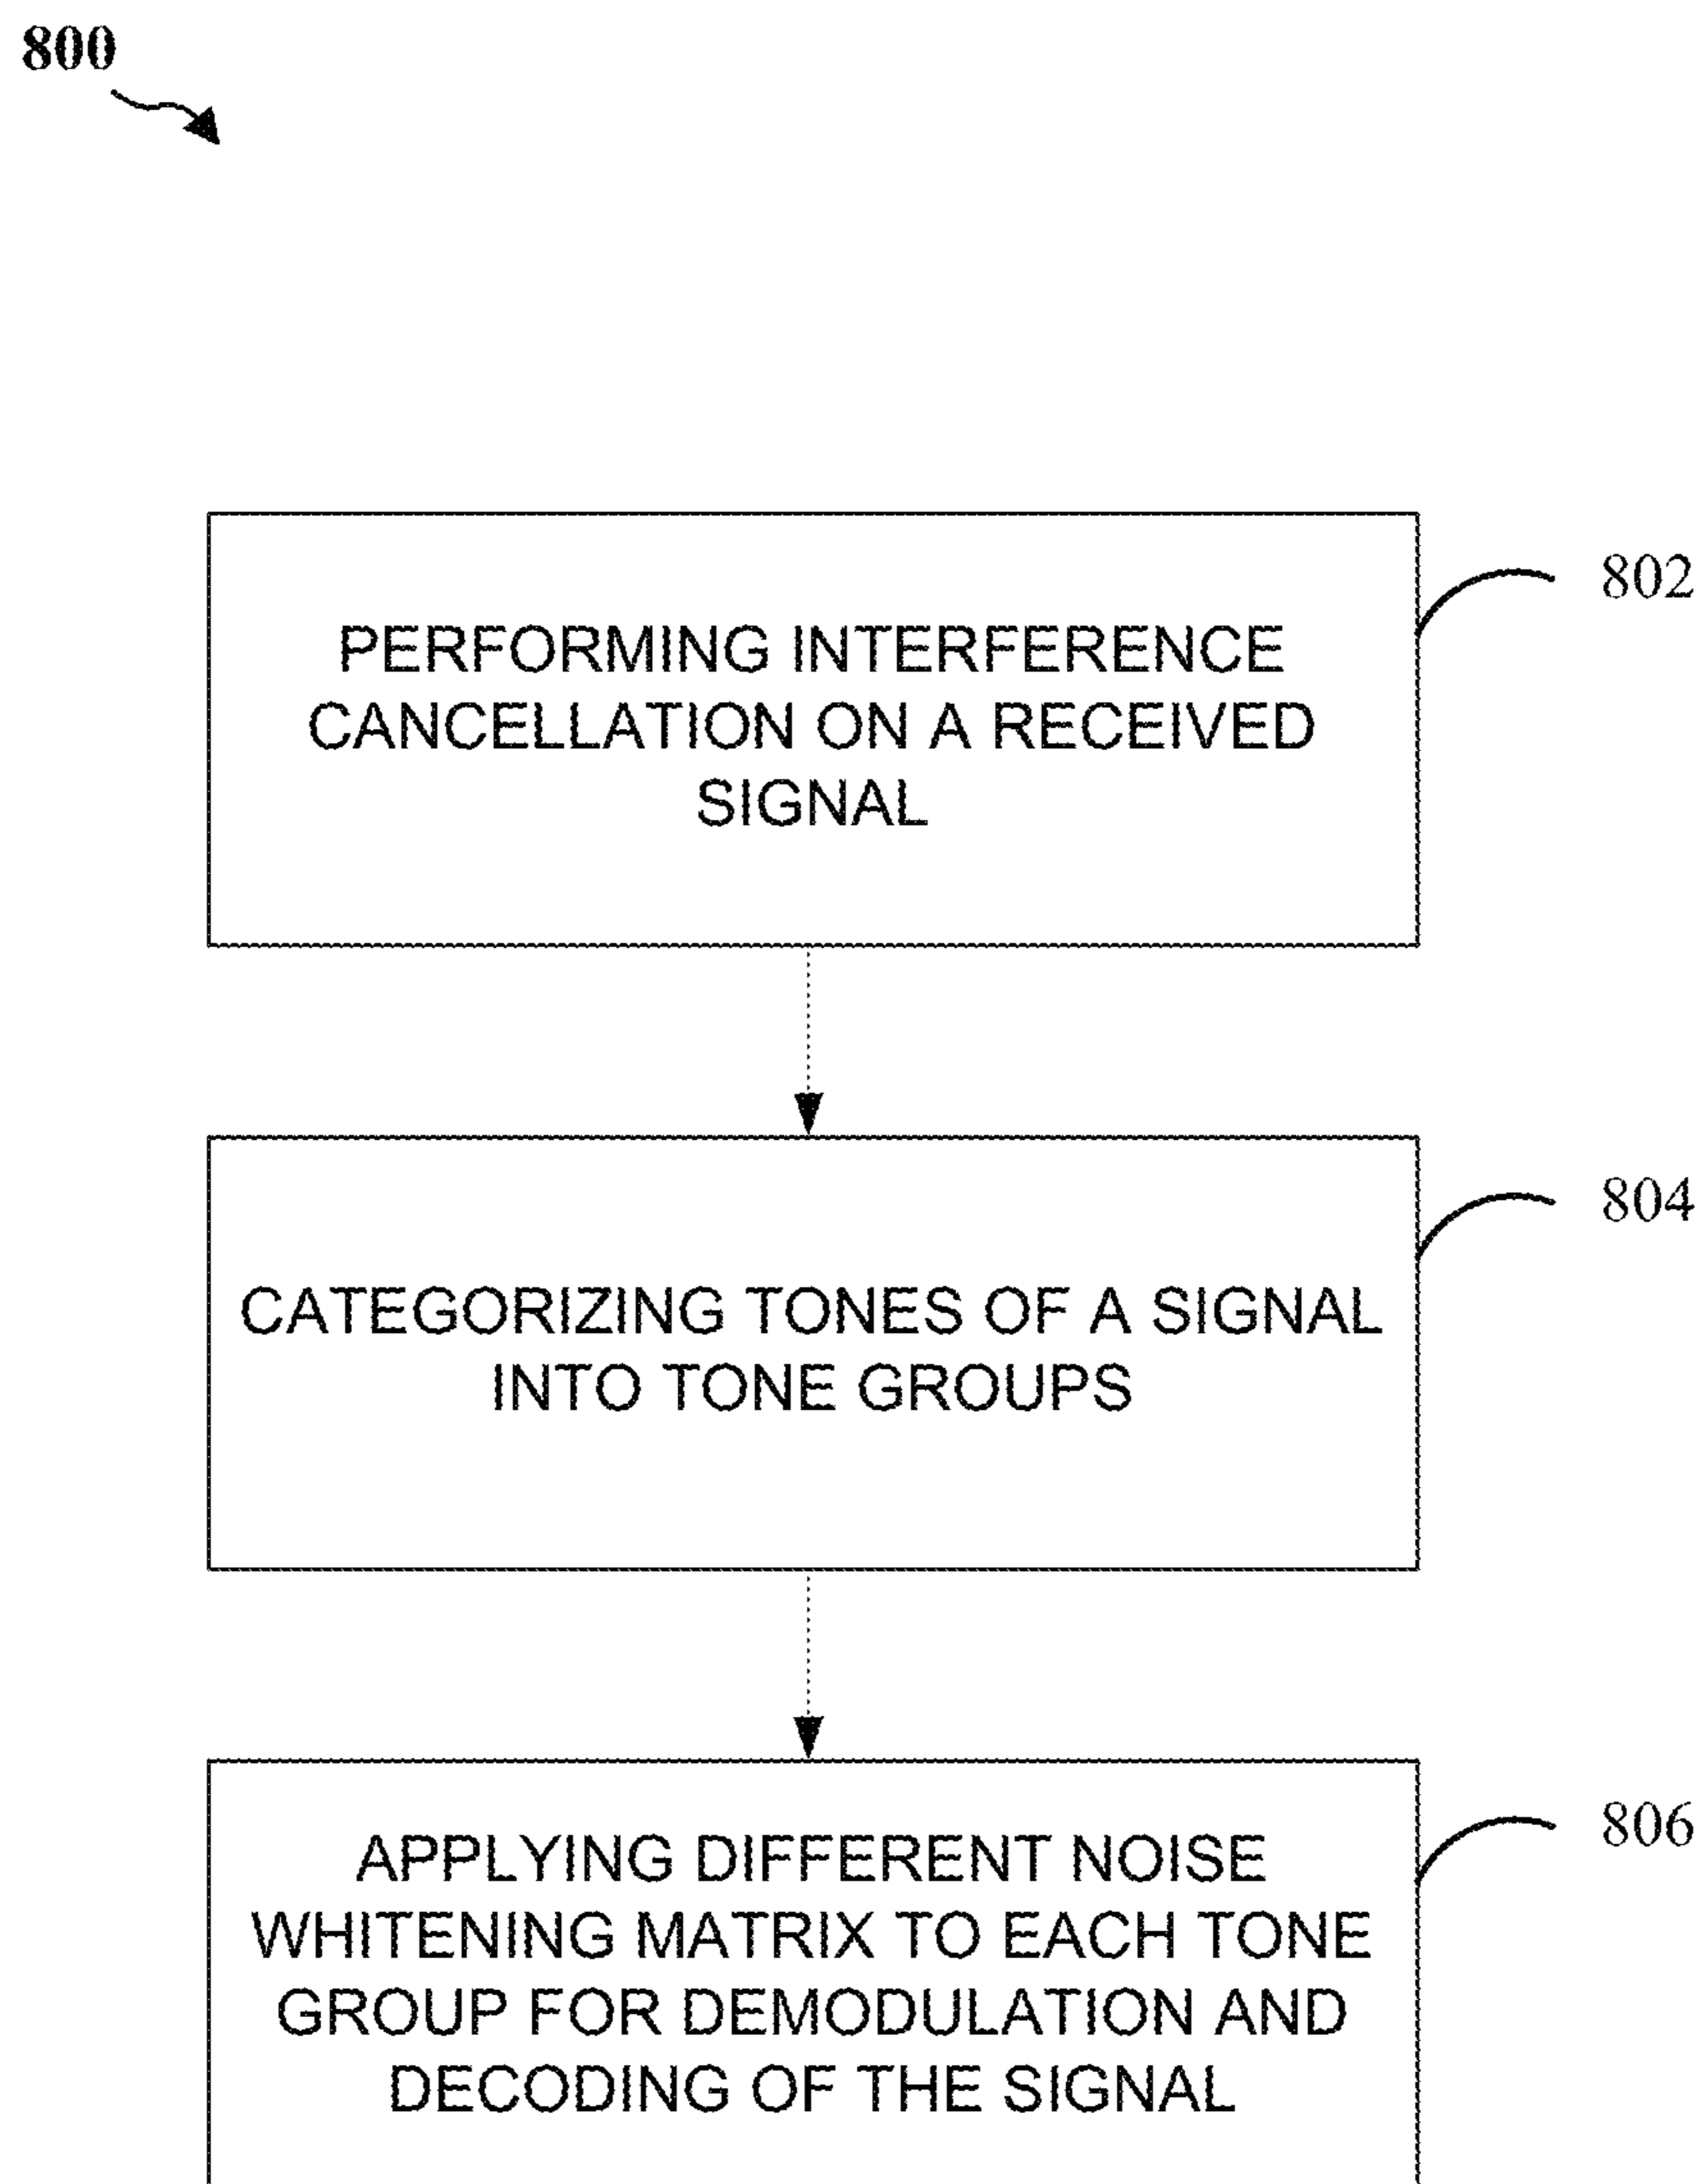 800
802
PERFORMING INTERFERENCE
CANCELLATION ON A RECEIVED
SIGNAL
804
CATEGORIZING TONES OF A SIGNAL
INTO TONE GROUPS
806
APPLYING DIFFERENT NOISE
WHITENING MATRIX TO EACH TONE
GROUP FOR DEMODULATION AND
DECODING OF THE SIGNAL